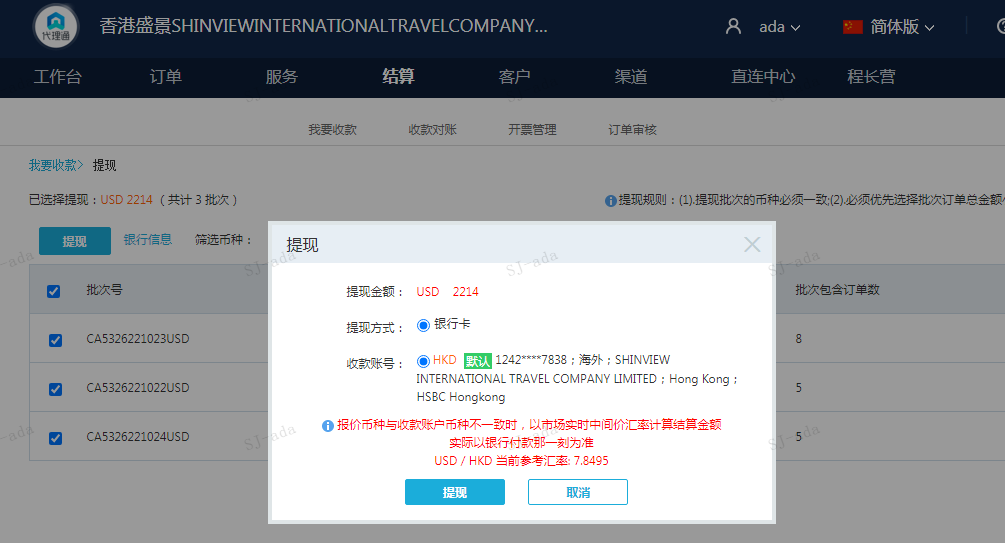 代理通
香港盛景SHINVIEWINTERNATIONALTRAVELCOMPANY...
ada
简体版
工作台 订单 服务 结算 客户 渠道 直连中心 程长营
我要收款 收款对账 开票管理 订单审核
我要收款> 提现
已选择提现：USD 2214 （ 共计 3 批次 ）
提现规则：(1).提现批次的币种必须一致;(2).必须优先选择批次订单总金额
提现 银行信息 筛选币种：
批次号 批次包含订单数
CA5326221023USD 8
CA5326221022USD 5
CA5326221024USD 5
提现
提现金额： USD 2214
提现方式： 银行卡
收款账号： HKD 默认 1242****7838；海外；SHINVIEW
INTERNATIONAL TRAVEL COMPANY LIMITED；Hong Kong；
HSBC Hongkong
报价币种与收款账户币种不一致时，以市场实时中间价汇率计算结算金额
实际以银行付款那一刻为准
USD / HKD 当前参考汇率: 7.8495
提现 取消
SJ-ada
SJ-ada
SJ-ada
SJ-ada
SJ-ada
SJ-ada